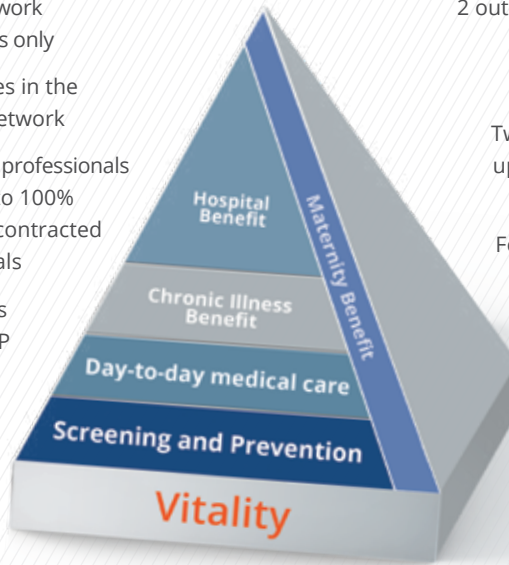 work
s only
es in the
etwork
professionals
to 100%
contracted
als
s
P
2 out
Tw
up
Fo
Hospital
Benefit
Maternity Benefit
Chronic Illness
Benefit
Day-to-day medical care
Screening and Prevention
Vitality